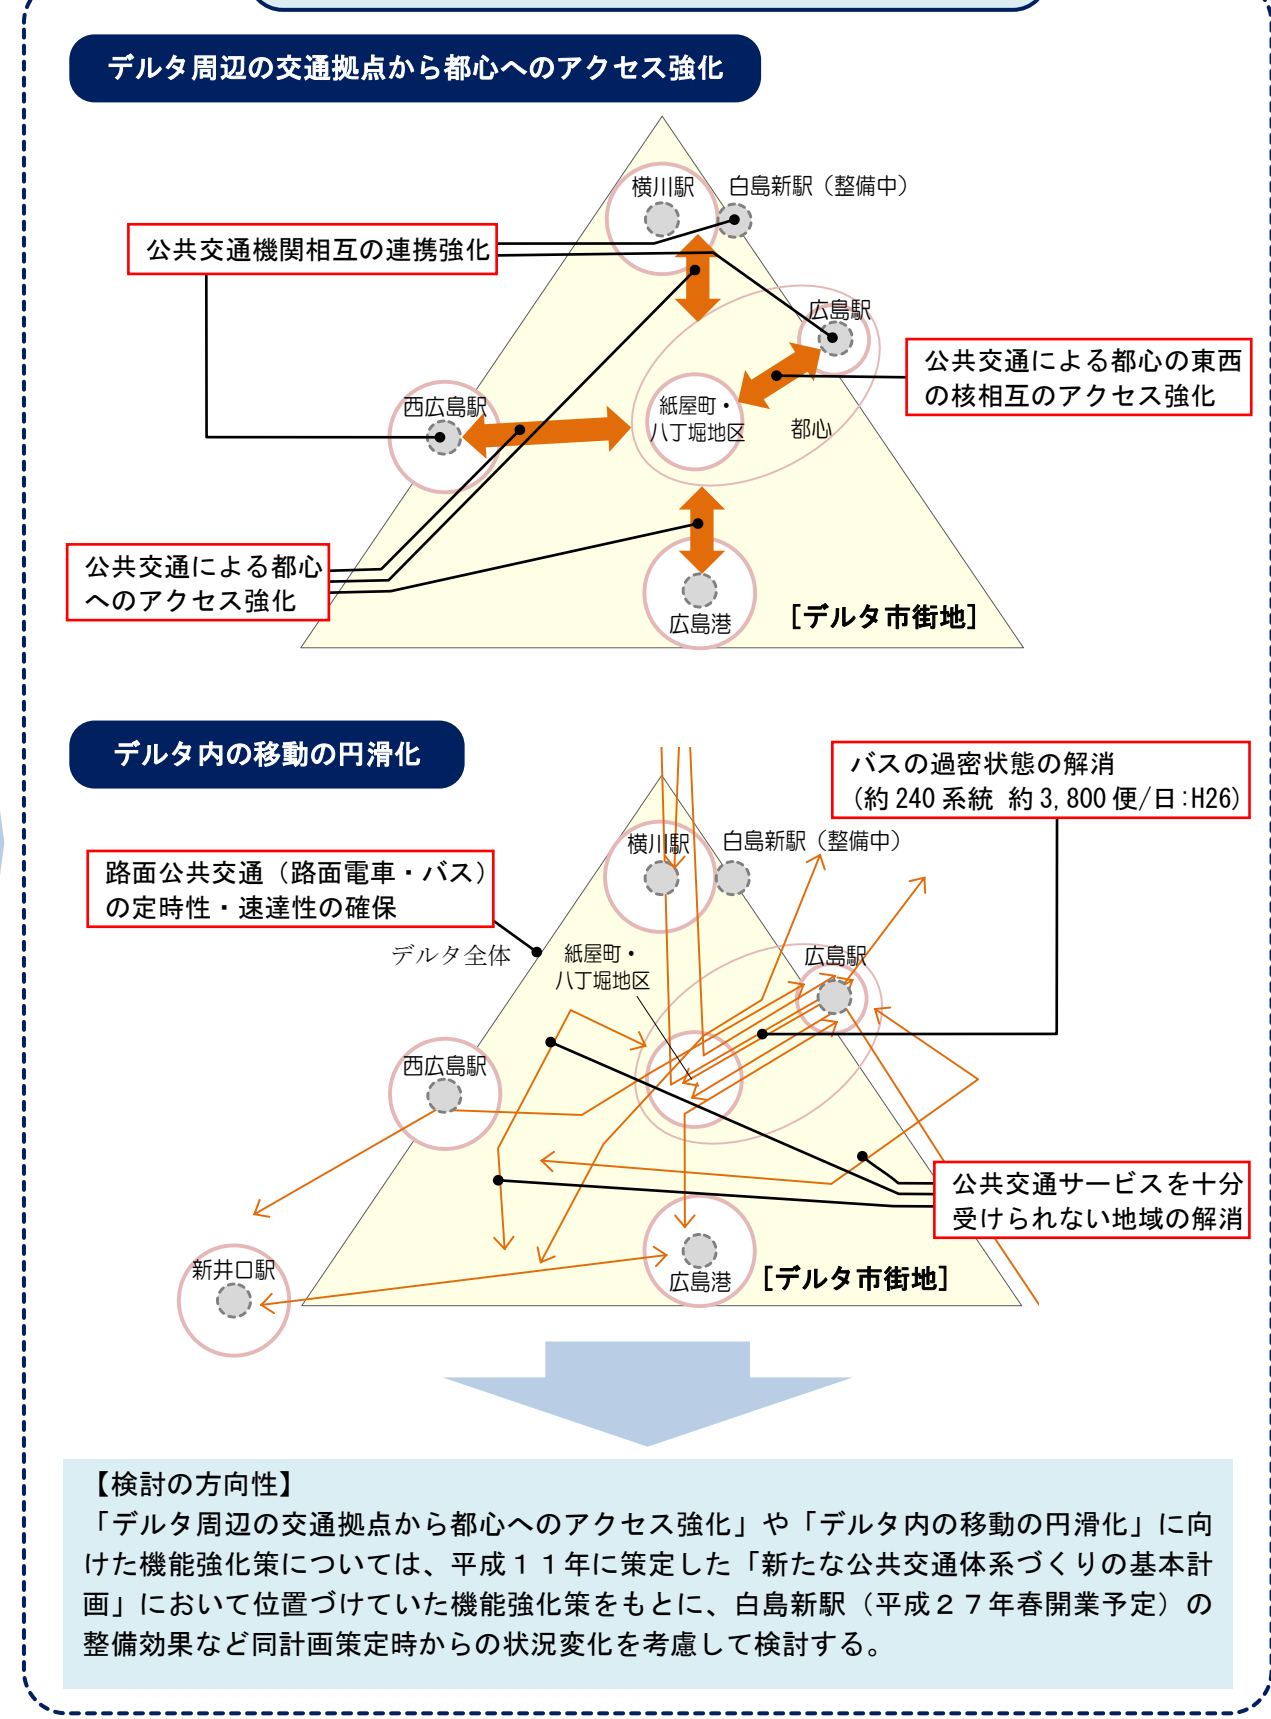 デルタ周辺の交通拠点から都心へのアクセス強化
横川駅
白島新駅（整備中）
公共交通機関相互の連携強化
広島駅
公共交通による都心の東西
の核相互のアクセス強化
西広島駅
紙屋町・
八丁堀地区
都心
公共交通による都心
へのアクセス強化
広島港
［デルタ市街地］
デルタ内の移動の円滑化
バスの過密状態の解消
(約 240 系統 約 3,800 便/日:H26)
横川駅
白島新駅（整備中）
路面公共交通（路面電車・バス）
の定時性・速達性の確保
デルタ全体
紙屋町・
八丁堀地区
広島駅
西広島駅
公共交通サービスを十分
受けられない地域の解消
新井口駅
広島港
［デルタ市街地］
【検討の方向性】
「デルタ周辺の交通拠点から都心へのアクセス強化」や「デルタ内の移動の円滑化」に向
けた機能強化策については、平成１１年に策定した「新たな公共交通体系づくりの基本計
画」において位置づけていた機能強化策をもとに、白島新駅（平成２７年春開業予定）の
整備効果など同計画策定時からの状況変化を考慮して検討する。